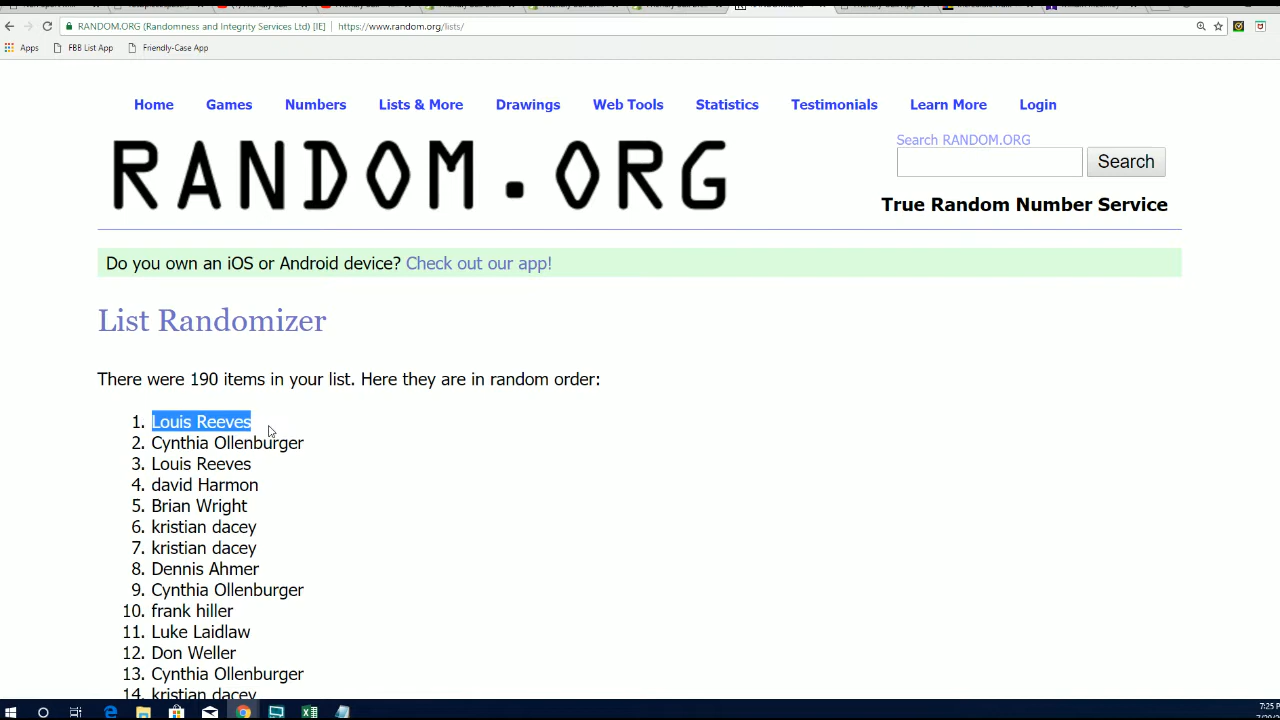 RANDOM.ORG (Randomness and Integrity Services Ltd) [IE] | https://www.random.org/lists/
Apps FBB List App Friendly-Case App
Home Games Numbers Lists & More Drawings Web Tools Statistics Testimonials Learn More Login
RANDOM.ORG
Search RANDOM.ORG
Search
True Random Number Service
Do you own an iOS or Android device? Check out our app!
List Randomizer
There were 190 items in your list. Here they are in random order:
1. Louis Reeves
2. Cynthia Ollenburger
3. Louis Reeves
4. david Harmon
5. Brian Wright
6. kristian dacey
7. kristian dacey
8. Dennis Ahmer
9. Cynthia Ollenburger
10. frank hiller
11. Luke Laidlaw
12. Don Weller
13. Cynthia Ollenburger
14. kristian dacey
7:25 P